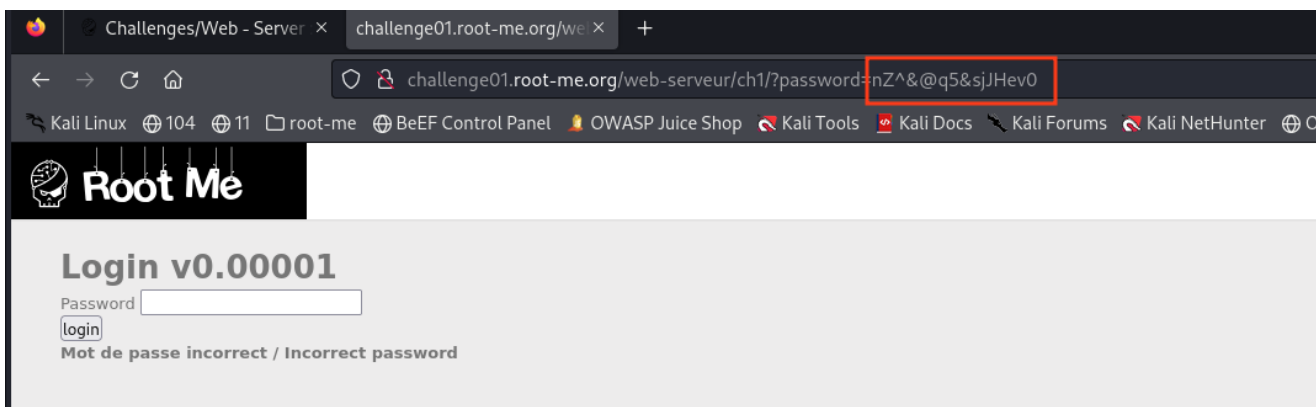 Challenges/Web - Server × challenge01.root-me.org/we × +
challenge01.root-me.org/web-serveur/ch1/?password=nZ^&@q5&sjJHev0
Kali Linux 104 11 root-me BeEF Control Panel OWASP Juice Shop Kali Tools Kali Docs Kali Forums Kali NetHunter
Root Me
Login v0.00001
Password
login
Mot de passe incorrect / Incorrect password